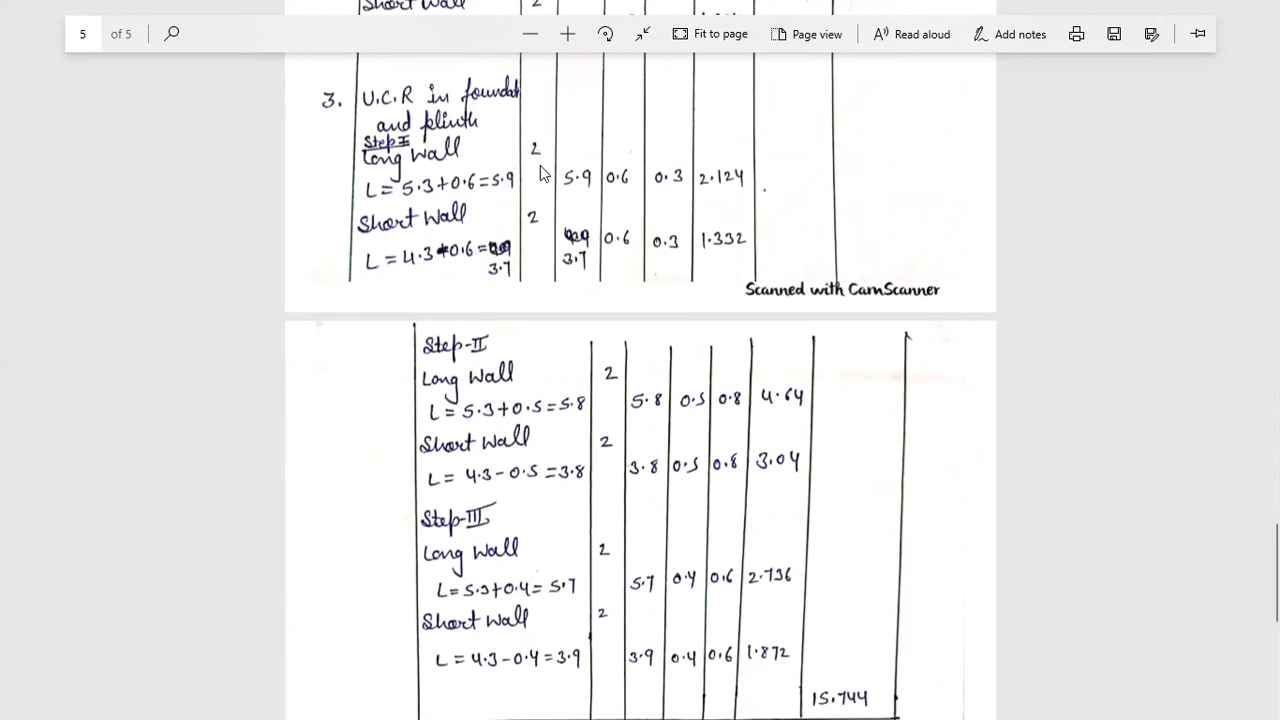 Short Wall 2
5 of 5 Fit to page Page view Read aloud Add notes
3. U.C.R in foundat
and plinth
Step I
Long Wall 2
L = 5.3+0.6=5.9 5.9 0.6 0.3 2.124
Short Wall 2
L = 4.3-0.6= 0.6 0.3 1.332
3.7 3.7
Scanned with CamScanner
Step-II
Long Wall 2
L = 5.3+0.5=5.8 5.8 0.5 0.8 4.64
Short Wall 2
L = 4.3-0.5=3.8 3.8 0.5 0.8 3.04
Step-III
Long Wall 2
L=5.3+0.4=5.7 5.7 0.4 0.6 2.736
Short Wall 2
L = 4.3-0.4=3.9 3.9 0.4 0.6 1.872
15.744